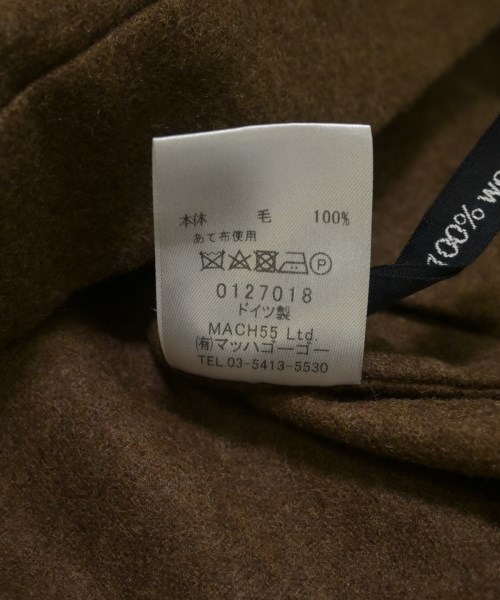 本体 毛 100%
あて布使用
P
0127018
ドイツ製
MACH55 Ltd.
㈲マッハゴーゴー
TEL.03-5413-5530
100% wo